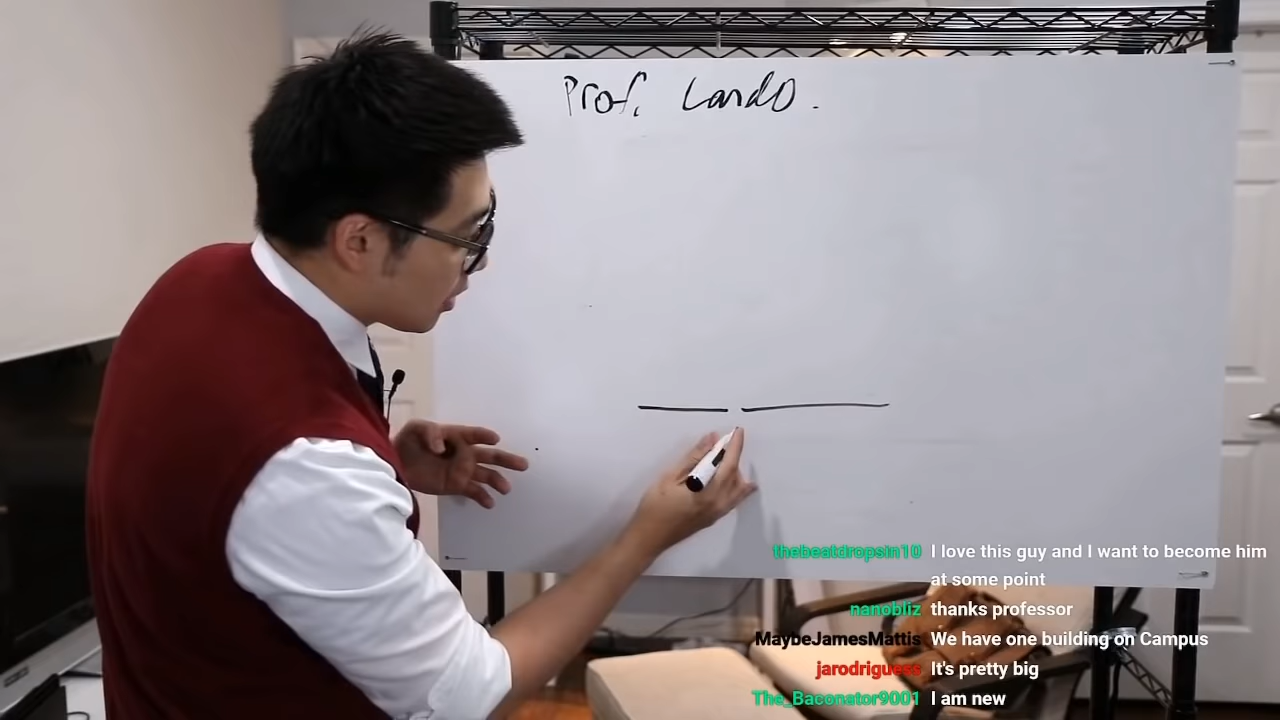 Prof. Lando.
thebeatdropsin10 I love this guy and I want to become him
at some point
nanobliz thanks professor
MaybeJamesMattis We have one building on Campus
jarodriguess It's pretty big
The_Baconator9001 I am new